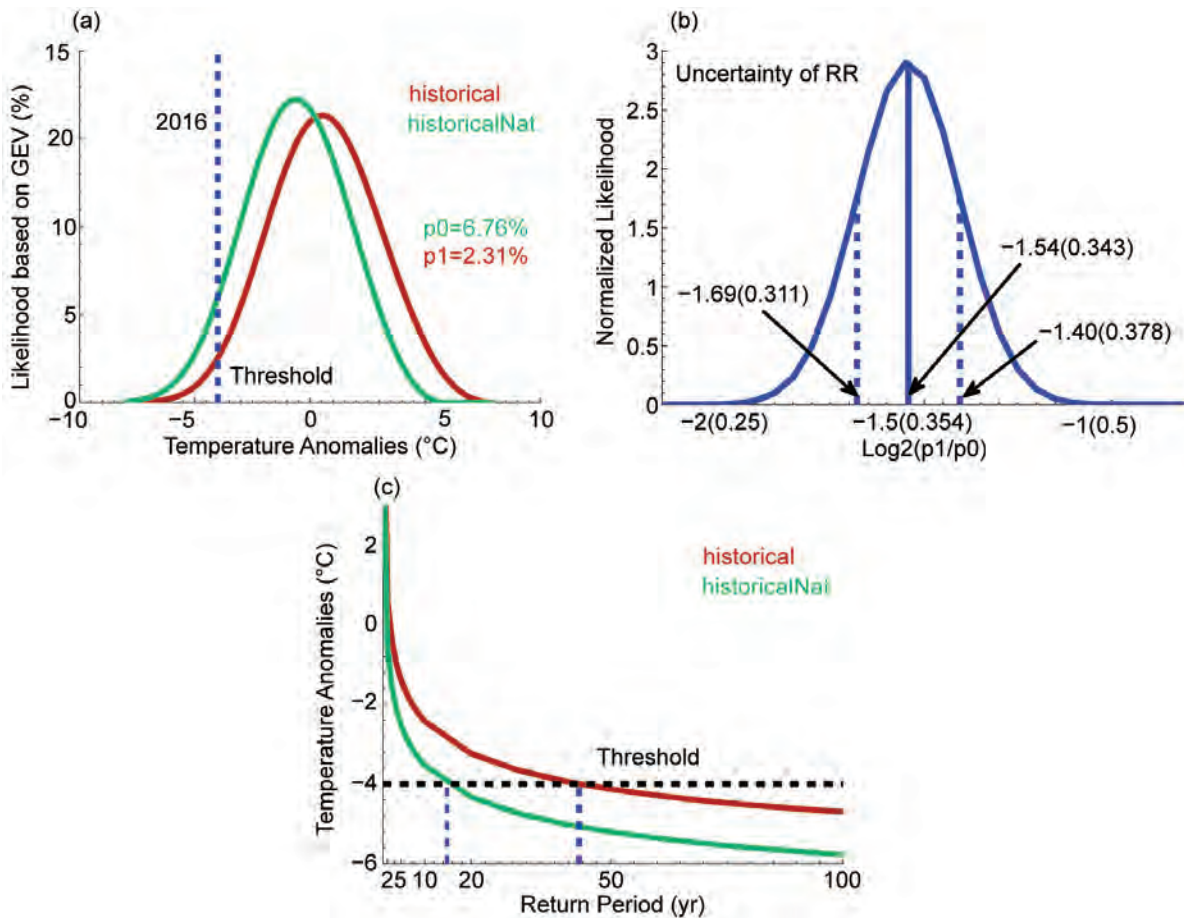 (a)
15
20
10
5
0
Likelihood based on GEV (%)
2016
historical
historicalNat
p0=6.76%
p1=2.31%
Threshold
−10
−5
0
5
10
Temperature Anomalies (°C)
(b)
3
2.5
2
1.5
1
0.5
0
Normalized Likelihood
Uncertainty of RR
−1.54(0.343)
−1.69(0.311)
−1.40(0.378)
−2(0.25)
−1.5(0.354)
−1(0.5)
Log2(p1/p0)
(c)
2
0
−2
−4
−6
Temperature Anomalies (°C)
historical
historicalNal
Threshold
25
10
20
50
100
Return Period (yr)